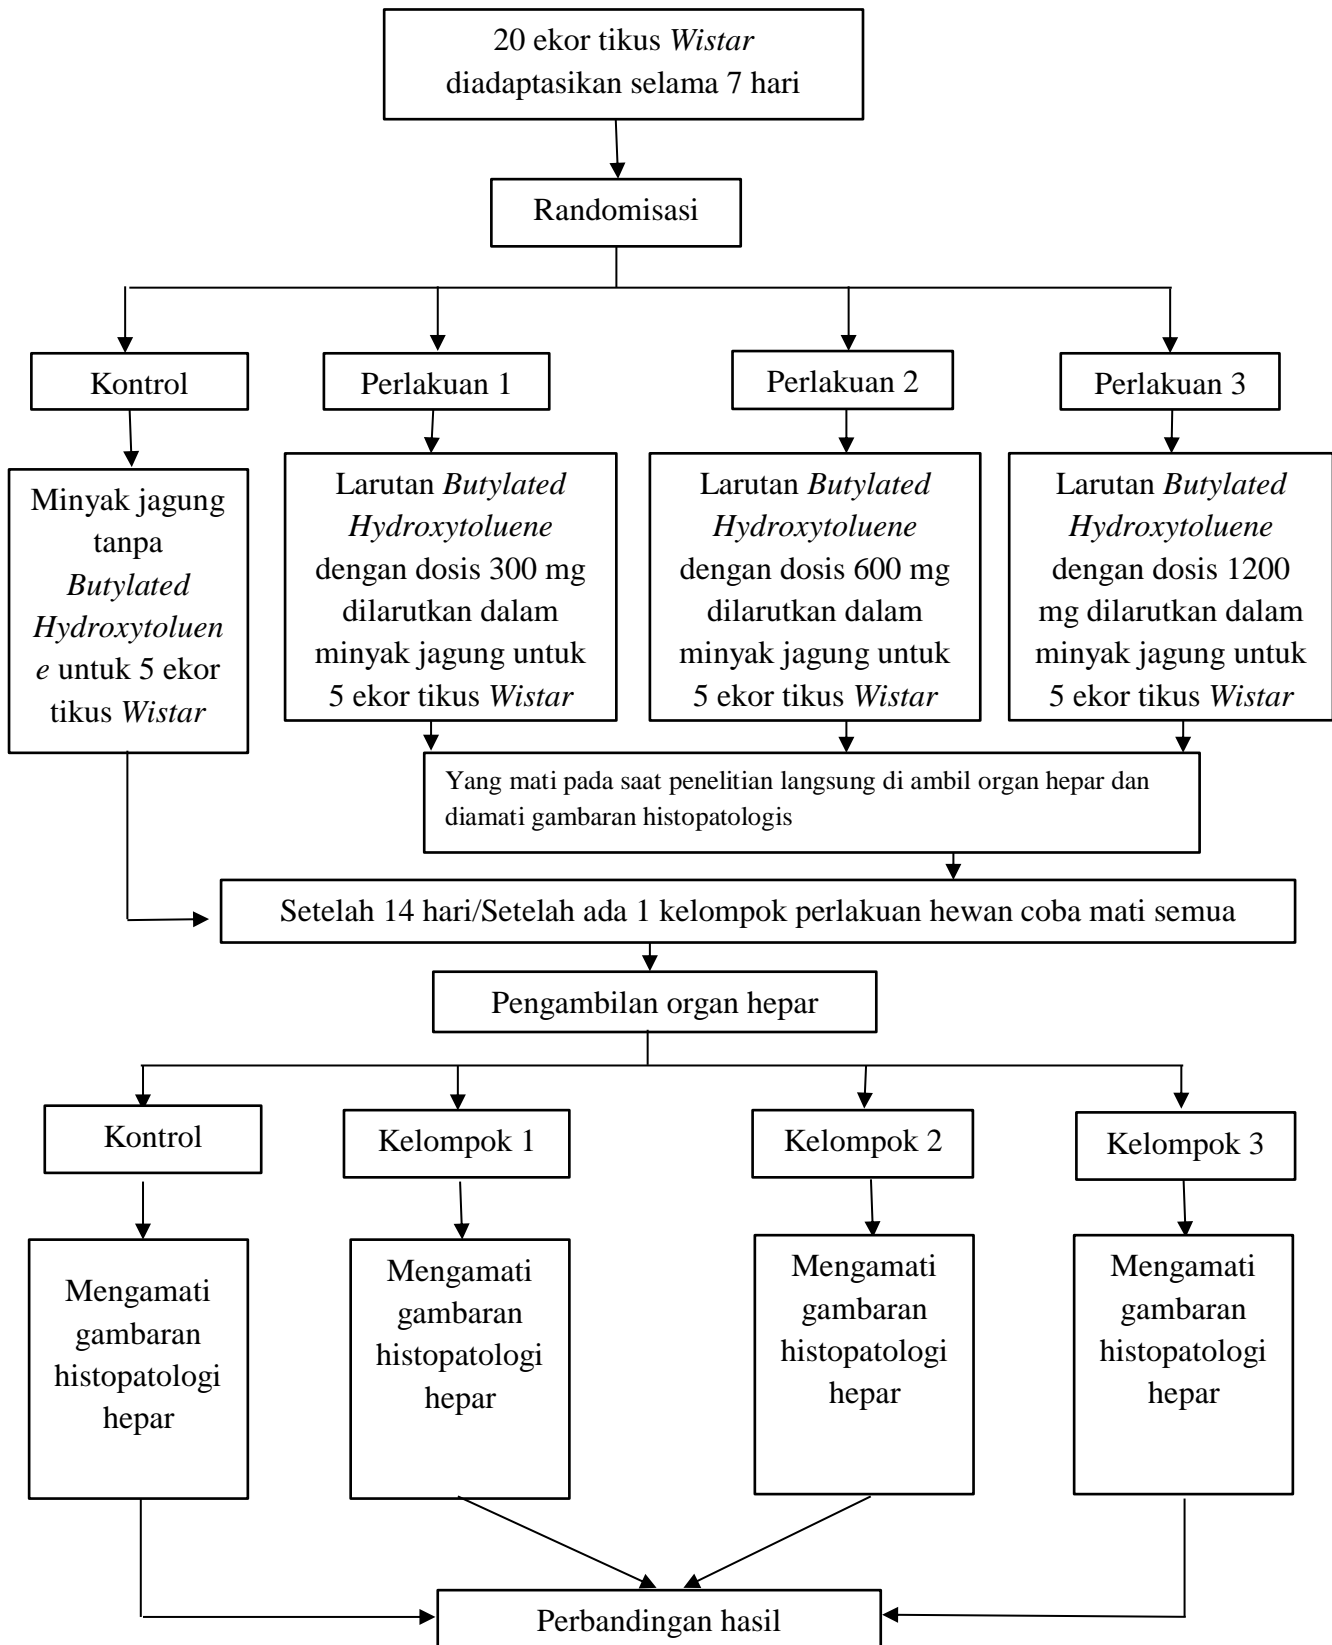 20 ekor tikus Wistar
diadaptasikan selama 7 hari
Randomisasi
Kontrol
Perlakuan 1
Perlakuan 2
Perlakuan 3
Minyak jagung
tanpa
Butylated
Hydroxytoluen
e untuk 5 ekor
tikus Wistar
Larutan Butylated
Hydroxytoluene
dengan dosis 300 mg
dilarutkan dalam
minyak jagung untuk
5 ekor tikus Wistar
Larutan Butylated
Hydroxytoluene
dengan dosis 600 mg
dilarutkan dalam
minyak jagung untuk
5 ekor tikus Wistar
Larutan Butylated
Hydroxytoluene
dengan dosis 1200
mg dilarutkan dalam
minyak jagung untuk
5 ekor tikus Wistar
Yang mati pada saat penelitian langsung di ambil organ hepar dan
diamati gambaran histopatologis
Setelah 14 hari/Setelah ada 1 kelompok perlakuan hewan coba mati semua
Pengambilan organ hepar
Kontrol
Kelompok 1
Kelompok 2
Kelompok 3
Mengamati
gambaran
histopatologi
hepar
Mengamati
gambaran
histopatologi
hepar
Mengamati
gambaran
histopatologi
hepar
Mengamati
gambaran
histopatologi
hepar
Perbandingan hasil